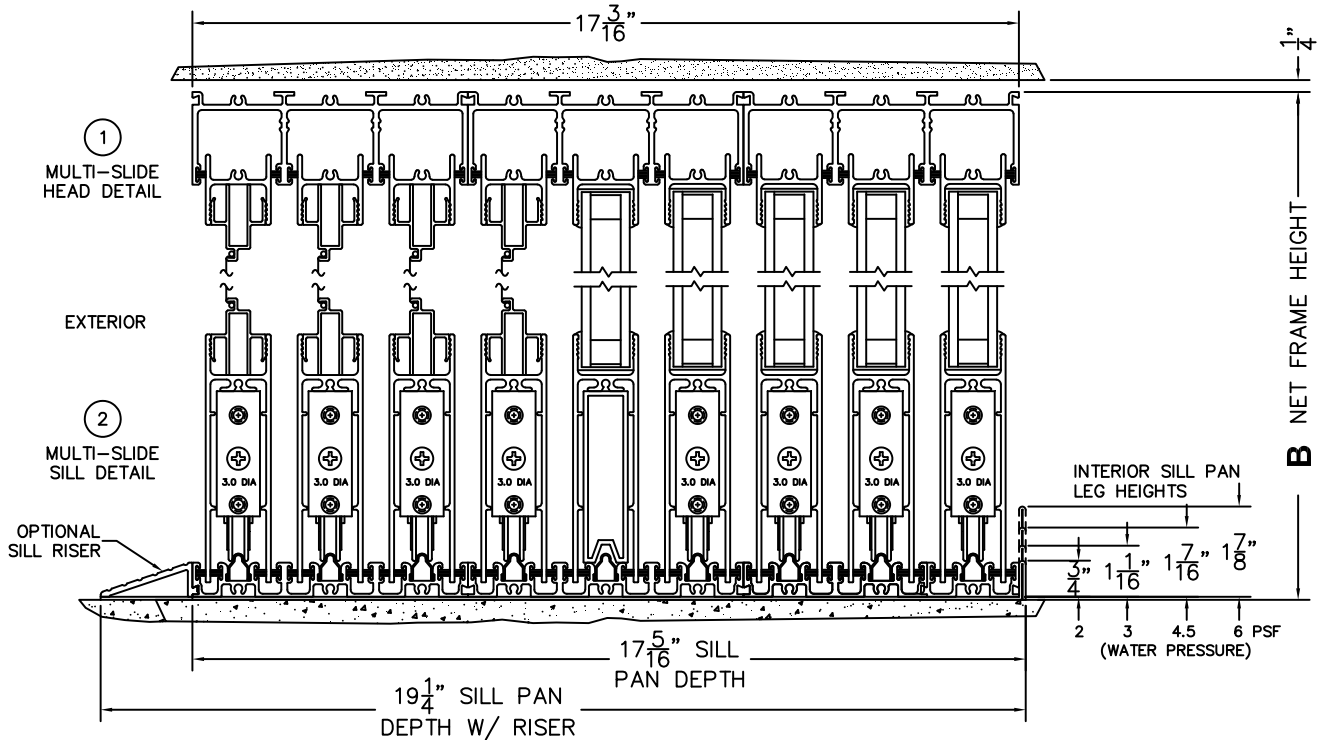 17 3/16"
1/4"
1
MULTI-SLIDE
HEAD DETAIL
EXTERIOR
B NET FRAME HEIGHT
2
MULTI-SLIDE
SILL DETAIL
3.0 DIA 3.0 DIA 3.0 DIA 3.0 DIA 3.0 DIA 3.0 DIA 3.0 DIA 3.0 DIA
INTERIOR SILL PAN
LEG HEIGHTS
OPTIONAL
SILL RISER
3/4" 1 1/16" 1 7/16" 1 7/8"
2 3 4.5 6 PSF
(WATER PRESSURE)
17 5/16" SILL
PAN DEPTH
19 1/4" SILL PAN
DEPTH W/ RISER